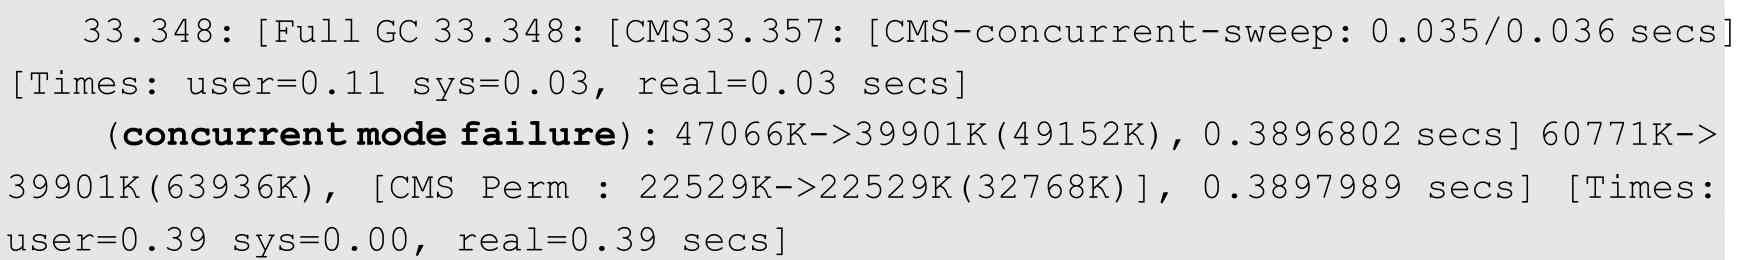 33.348: [Full GC 33.348: [CMS33.357: [CMS-concurrent-sweep: 0.035/0.036 secs]
[Times: user=0.11 sys=0.03, real=0.03 secs]
(concurrent mode failure): 47066K->39901K(49152K), 0.3896802 secs] 60771K->
39901K(63936K), [CMS Perm : 22529K->22529K(32768K)], 0.3897989 secs] [Times:
user=0.39 sys=0.00, real=0.39 secs]